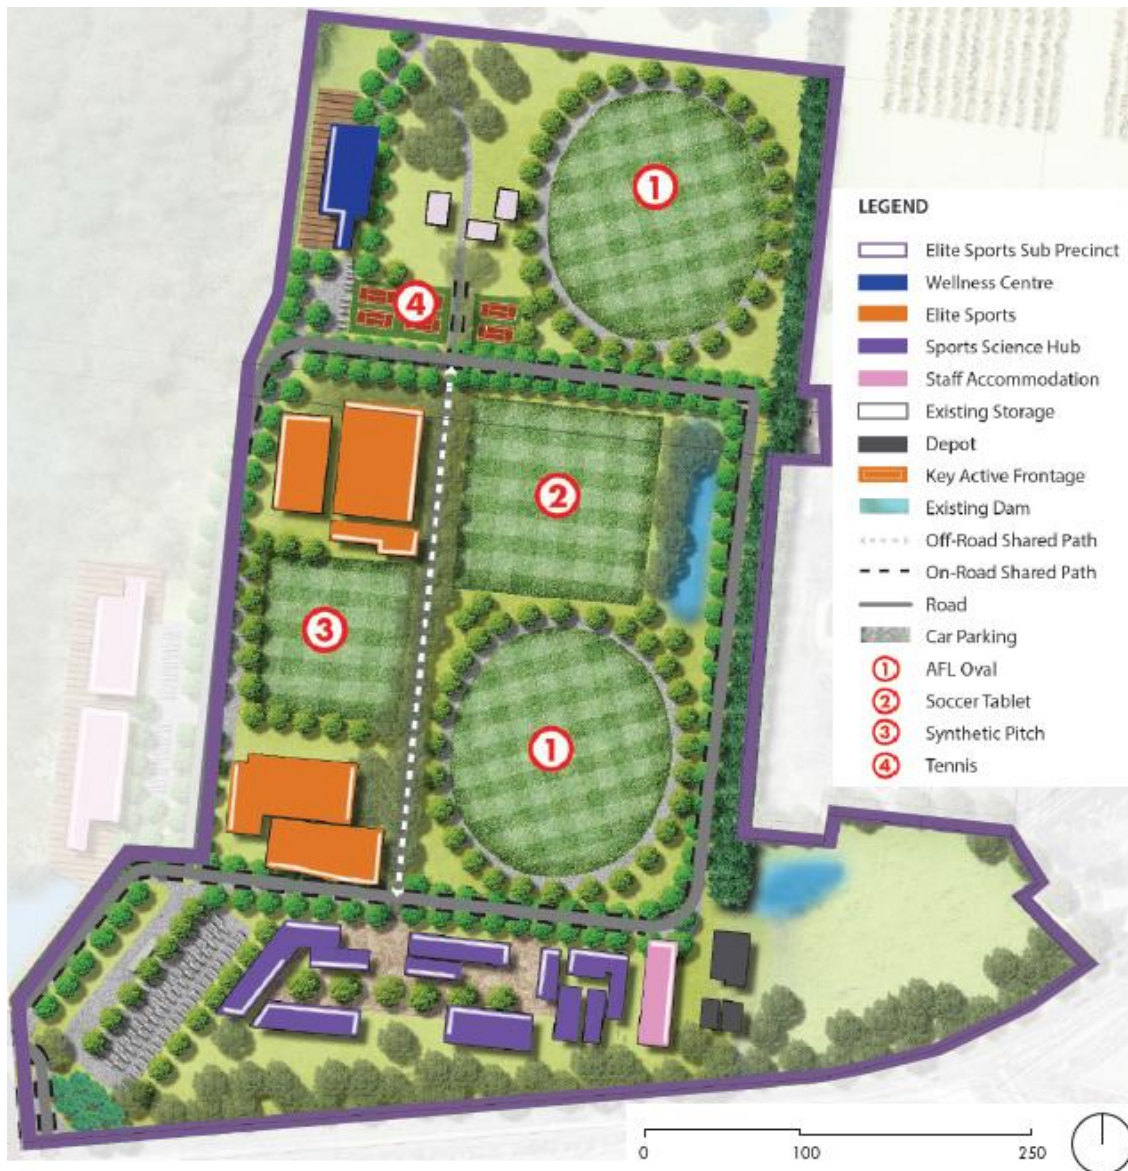 1
4
2
3
1
LEGEND
Elite Sports Sub Precinct
Wellness Centre
Elite Sports
Sports Science Hub
Staff Accommodation
Existing Storage
Depot
Key Active Frontage
Existing Dam
Off-Road Shared Path
On-Road Shared Path
Road
Car Parking
1 AFL Oval
2 Soccer Tablet
3 Synthetic Pitch
4 Tennis
0 100 250